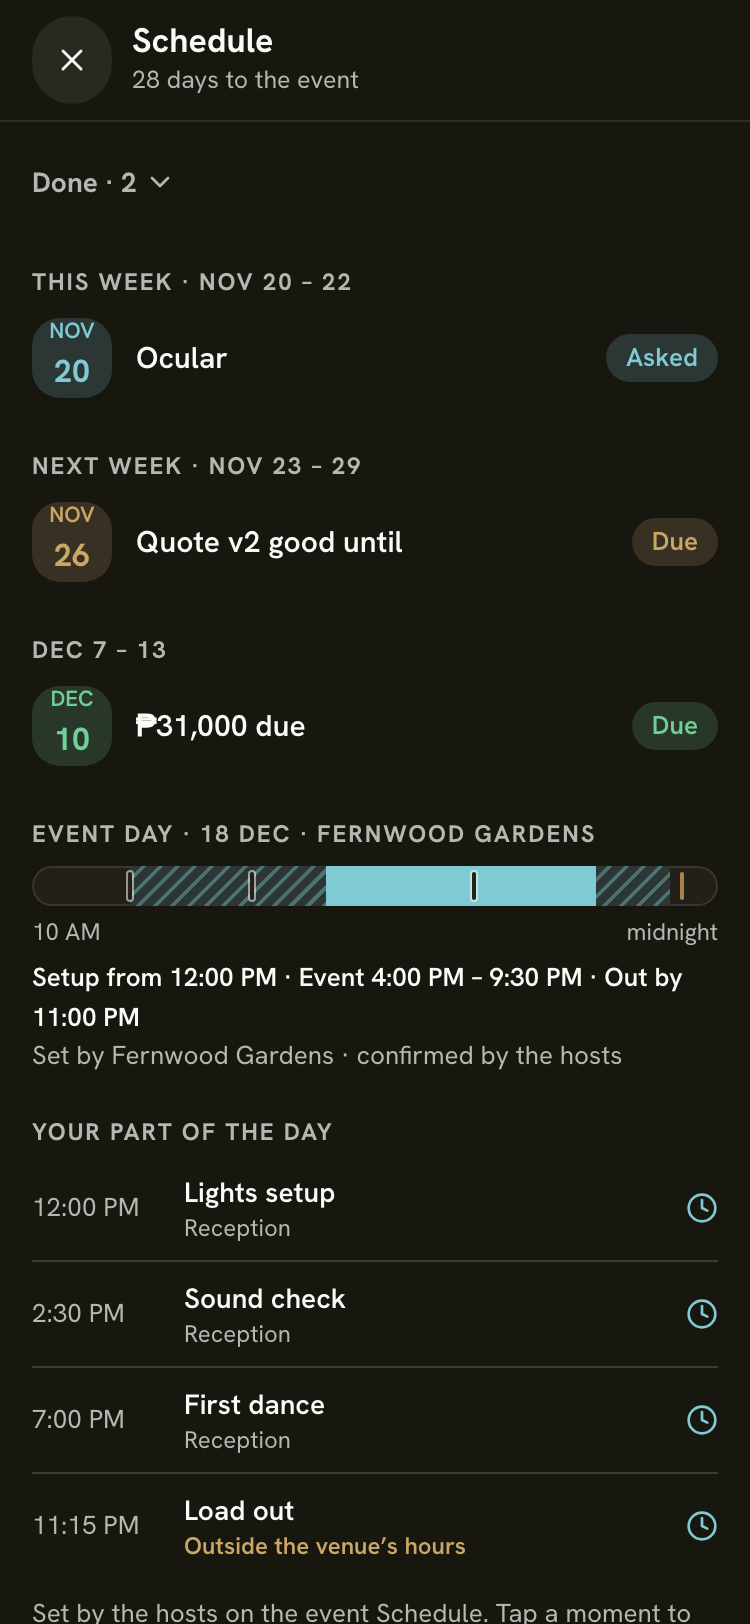 Schedule
28 days to the event
Done · 2
THIS WEEK · NOV 20 – 22
NOV
20
Ocular
Asked
NEXT WEEK · NOV 23 – 29
NOV
26
Quote v2 good until
Due
DEC 7 – 13
DEC
10
₱31,000 due
Due
EVENT DAY · 18 DEC · FERNWOOD GARDENS
10 AM
midnight
Setup from 12:00 PM · Event 4:00 PM – 9:30 PM · Out by
11:00 PM
Set by Fernwood Gardens · confirmed by the hosts
YOUR PART OF THE DAY
12:00 PM
Lights setup
Reception
2:30 PM
Sound check
Reception
7:00 PM
First dance
Reception
11:15 PM
Load out
Outside the venue’s hours
Set by the hosts on the event Schedule. Tap a moment to